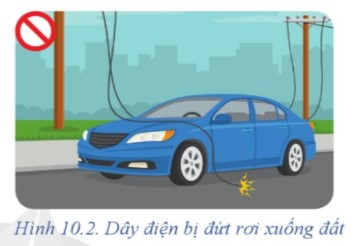 Hình 10.2. Dây điện bị đứt rơi xuống đất